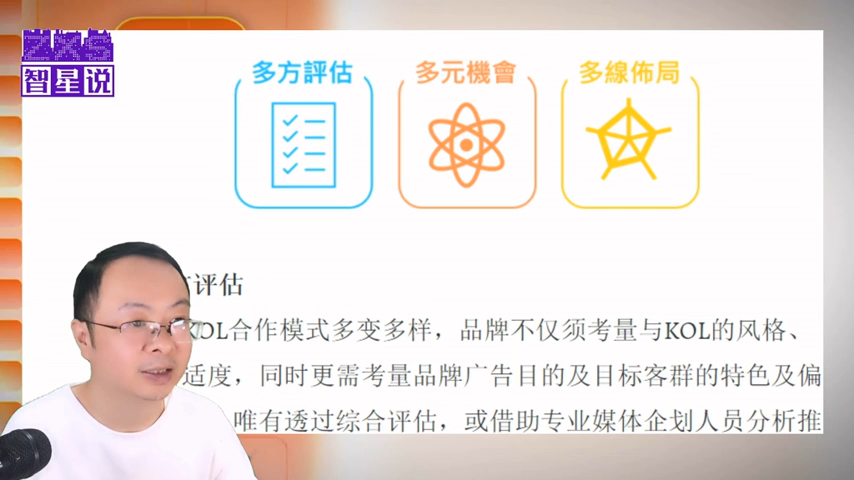 ZXS
智星说
多方評估
多元機會
多線佈局
方评估
KOL合作模式多变多样，品牌不仅须考量与KOL的风格、
适度，同时更需考量品牌广告目的及目标客群的特色及偏
唯有透过综合评估，或借助专业媒体企划人员分析推